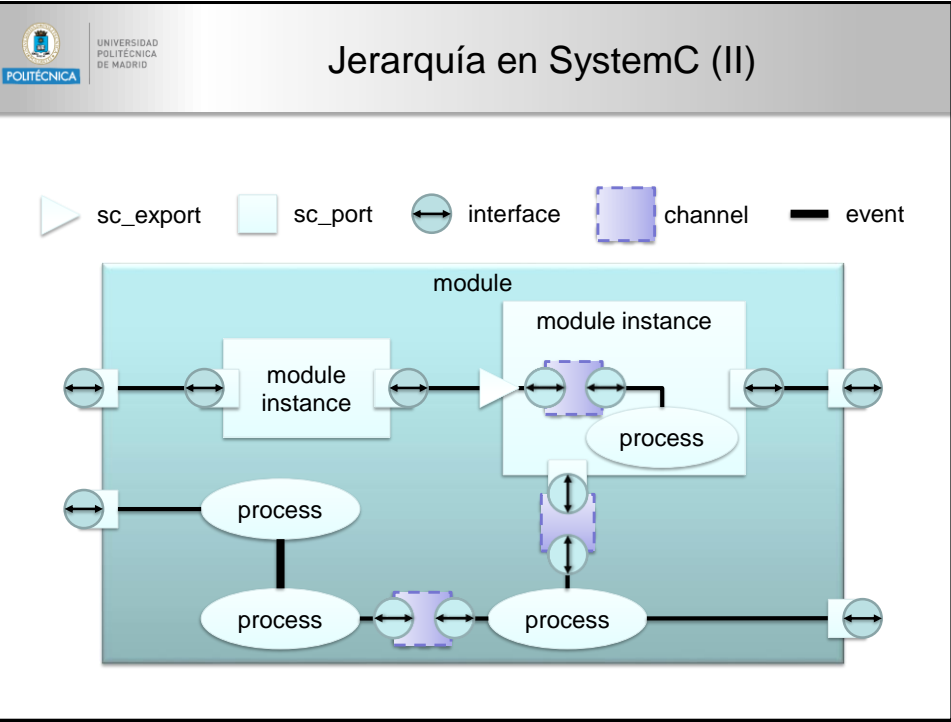 POLITÉCNICA
UNIVERSIDAD
POLITÉCNICA
DE MADRID
Jerarquía en SystemC (II)
sc_export
sc_port
interface
channel
event
module
module instance
module
instance
process
process
process
process